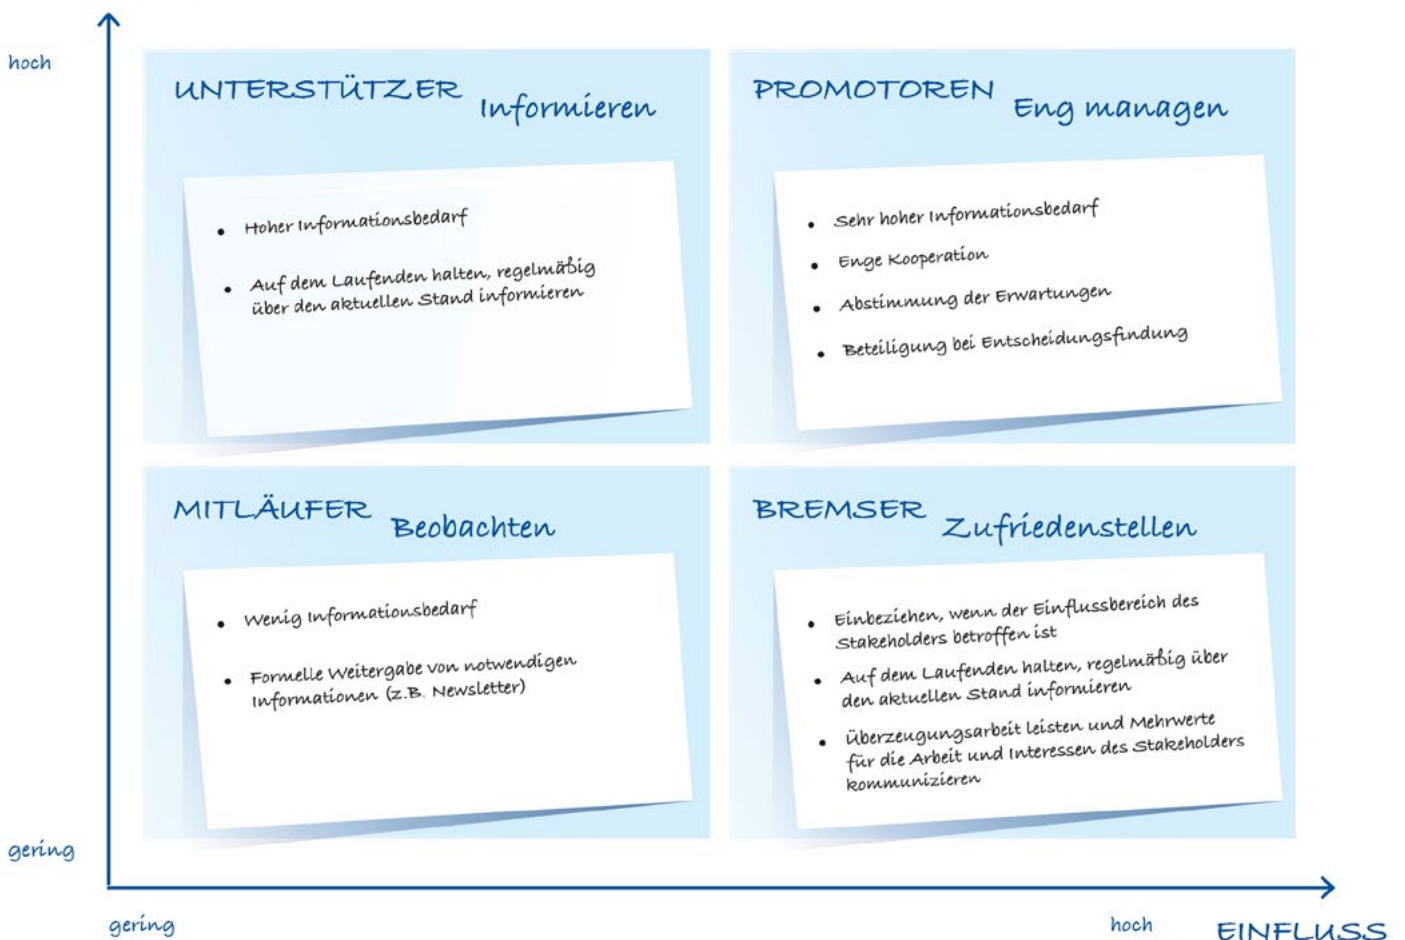 hoch
UNTERSTÜTZER Informieren
• Hoher Informationsbedarf
• Auf dem Laufenden halten, regelmäßig
über den aktuellen Stand informieren
PROMOTOREN Eng managen
• Sehr hoher Informationsbedarf
• Enge Kooperation
• Abstimmung der Erwartungen
• Beteiligung bei Entscheidungsfindung
MITLÄUFER Beobachten
• Wenig Informationsbedarf
• Formelle Weitergabe von notwendigen
Informationen (z.B. Newsletter)
BREMSER Zufriedenstellen
• Einbeziehen, wenn der Einflussbereich des
Stakeholders betroffen ist
• Auf dem Laufenden halten, regelmäßig über
den aktuellen Stand informieren
• Überzeugungsarbeit leisten und Mehrwerte
für die Arbeit und Interessen des Stakeholders
kommunizieren
gering
gering
hoch
EINFLUSS